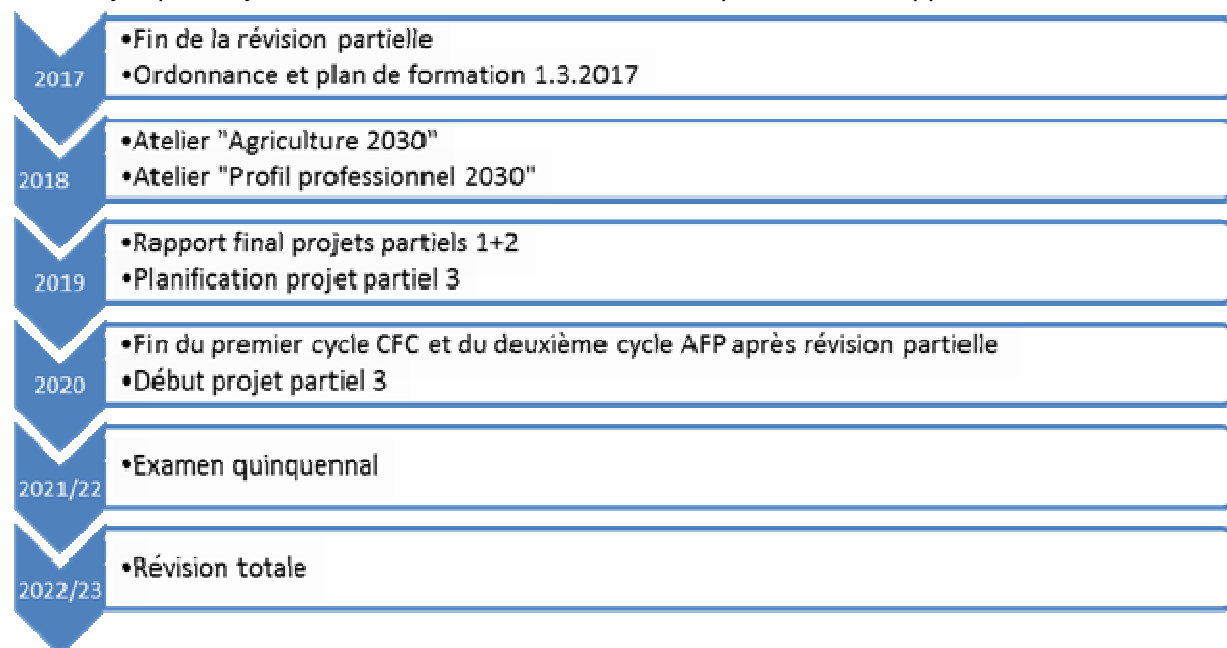 2017
•Fin de la révision partielle
•Ordonnance et plan de formation 1.3.2017
2018
•Atelier "Agriculture 2030"
•Atelier "Profil professionnel 2030"
2019
•Rapport final projets partiels 1+2
•Planification projet partiel 3
2020
•Fin du premier cycle CFC et du deuxième cycle AFP après révision partielle
•Début projet partiel 3
2021/22
•Examen quinquennal
2022/23
•Révision totale